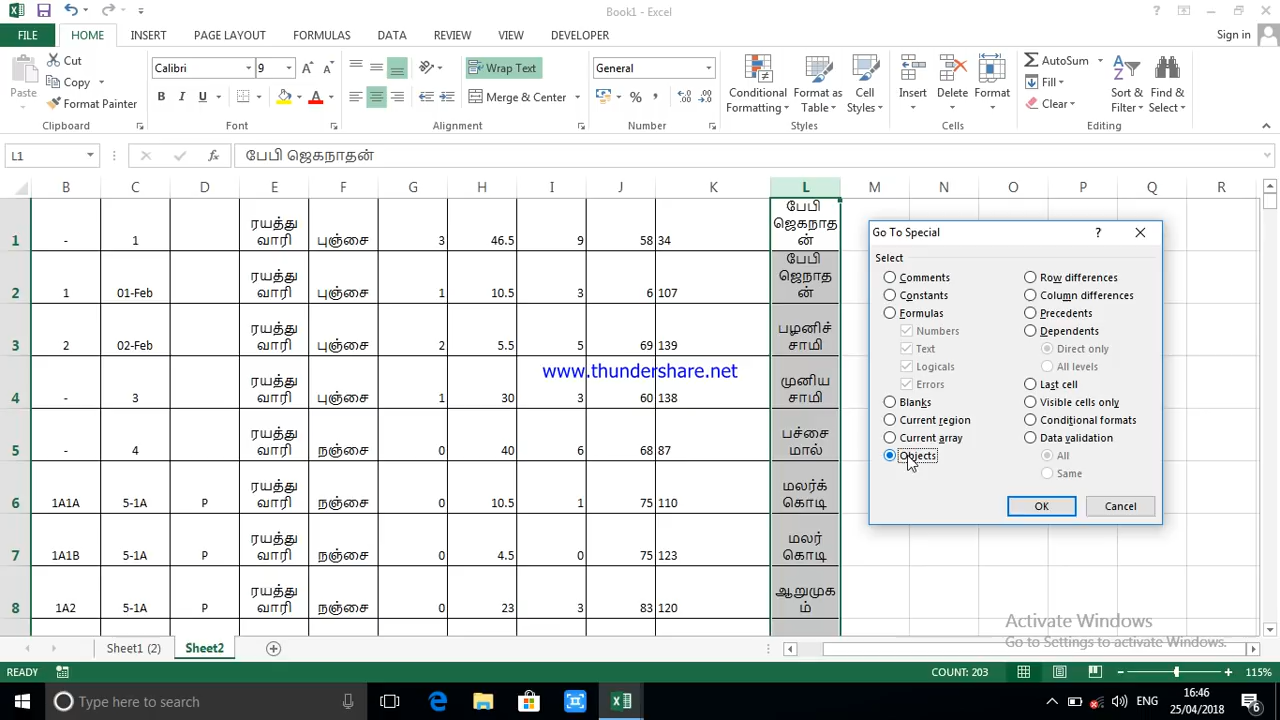 Book1 - Excel
FILE HOME INSERT PAGE LAYOUT FORMULAS DATA REVIEW VIEW DEVELOPER Sign in
Paste Cut Copy Format Painter Clipboard
Calibri 9 B I U Font
Wrap Text Merge & Center Alignment
General % , Number
Conditional Formatting Format as Table Cell Styles Styles
Insert Delete Format Cells
AutoSum Fill Clear Sort & Filter Find & Select Editing
L1 fx பேபி ஜெகநாதன்
B C D E F G H I J K L M N O P Q R
1 - 1 ரயத்து வாரி புஞ்சை 3 46.5 9 58 34 பேபி ஜெகநாதன்
2 1 01-Feb ரயத்து வாரி புஞ்சை 1 10.5 3 6 107 பேபி ஜெநாதன்
3 2 02-Feb ரயத்து வாரி புஞ்சை 2 5.5 5 69 139 பழனிச் சாமி
4 - 3 ரயத்து வாரி புஞ்சை 1 30 3 60 138 முனிய சாமி
5 - 4 ரயத்து வாரி நஞ்சை 0 40 6 68 87 பச்சை மால்
6 1A1A 5-1A P ரயத்து வாரி நஞ்சை 0 10.5 1 75 110 மலர்க் கொடி
7 1A1B 5-1A P ரயத்து வாரி நஞ்சை 0 4.5 0 75 123 மலர் கொடி
8 1A2 5-1A P ரயத்து வாரி நஞ்சை 0 23 3 83 120 ஆறுமுகம்
www.thundershare.net
Go To Special ?
Select
Comments Row differences
Constants Column differences
Formulas Precedents
Numbers Dependents
Text Direct only
Logicals All levels
Errors Last cell
Blanks Visible cells only
Current region Conditional formats
Current array Data validation
Objects All
Same
OK Cancel
Activate Windows
Go to Settings to activate Windows.
Sheet1 (2) Sheet2
READY COUNT: 203 115%
Type here to search ENG 16:46
25/04/2018 6